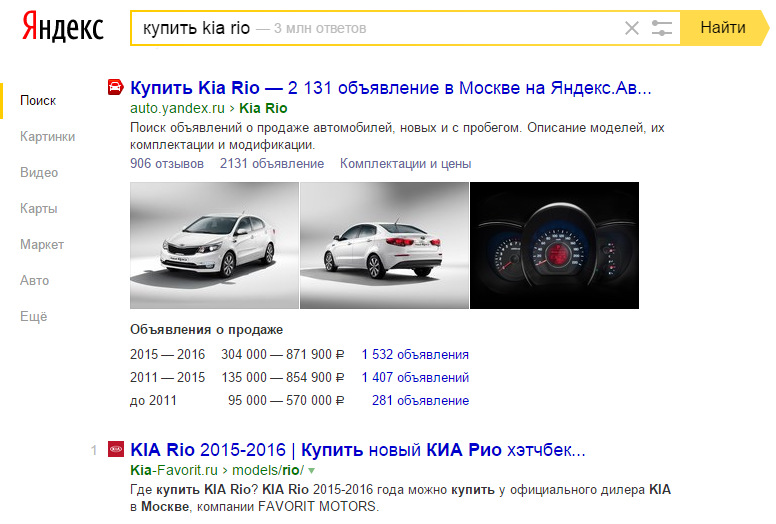 Яндекс
купить kia rio — 3 млн ответов
Найти
Поиск
Картинки
Видео
Карты
Маркет
Авто
Ещё
Купить Kia Rio — 2 131 объявление в Москве на Яндекс.Ав...
auto.yandex.ru › Kia Rio
Поиск объявлений о продаже автомобилей, новых и с пробегом. Описание моделей, их
комплектации и модификации.
906 отзывов 2131 объявление Комплектации и цены
Объявления о продаже
2015 — 2016 304 000 — 871 900 ₽ 1 532 объявления
2011 — 2015 135 000 — 854 900 ₽ 1 407 объявлений
до 2011 95 000 — 570 000 ₽ 281 объявление
1 KIA Rio 2015-2016 | Купить новый КИА Рио хэтчбек...
Kia-Favorit.ru › models/rio/
Где купить KIA Rio? KIA Rio 2015-2016 года можно купить у официального дилера KIA
в Москве, компании FAVORIT MOTORS.